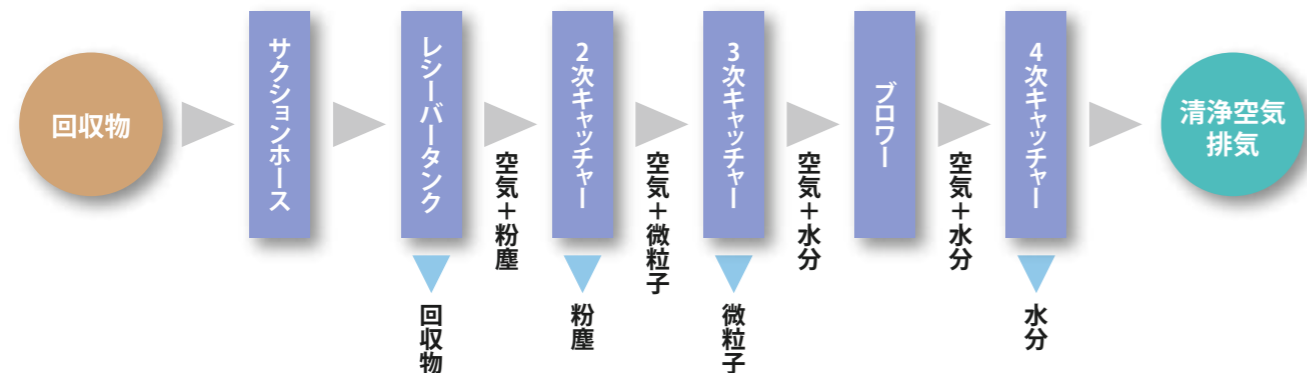 回収物
サクションホース
レシーバータンク
回収物
空気＋粉塵
2次キャッチャー
粉塵
空気＋微粒子
3次キャッチャー
微粒子
空気＋水分
ブロワー
空気＋水分
4次キャッチャー
水分
清浄空気
排気